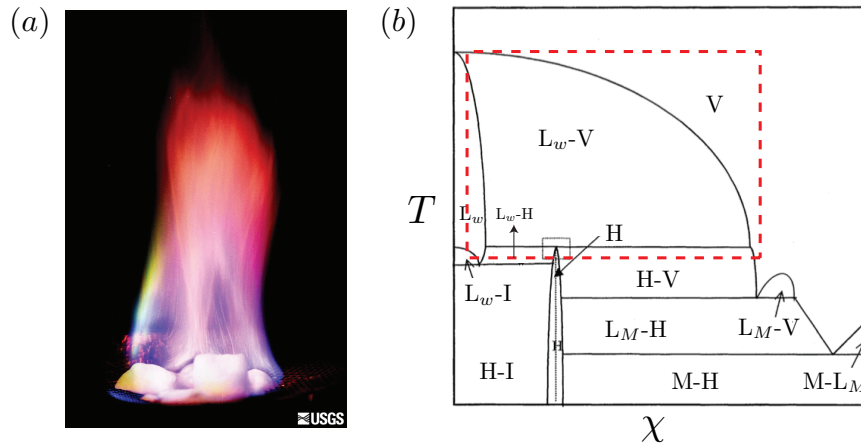 (a)
USGS
(b)
V
L_w-V
T
L_w
L_w-H
H
L_w-I
H-V
L_M-V
L_M-H
H
H-I
M-H
M-L_M
χ